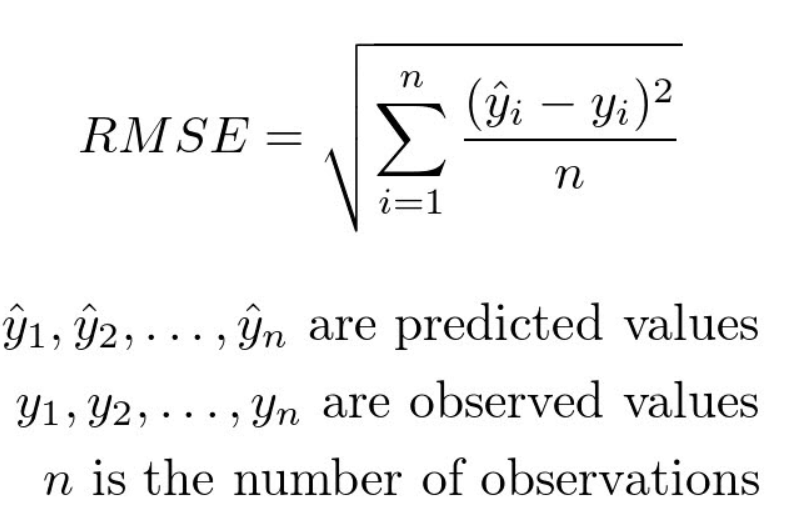 $RMSE = \sqrt{\sum_{i=1}^{n} \frac{(\hat{y}_i - y_i)^2}{n}}$
$\hat{y}_1, \hat{y}_2, \ldots, \hat{y}_n$ are predicted values
$y_1, y_2, \ldots, y_n$ are observed values
$n$ is the number of observations